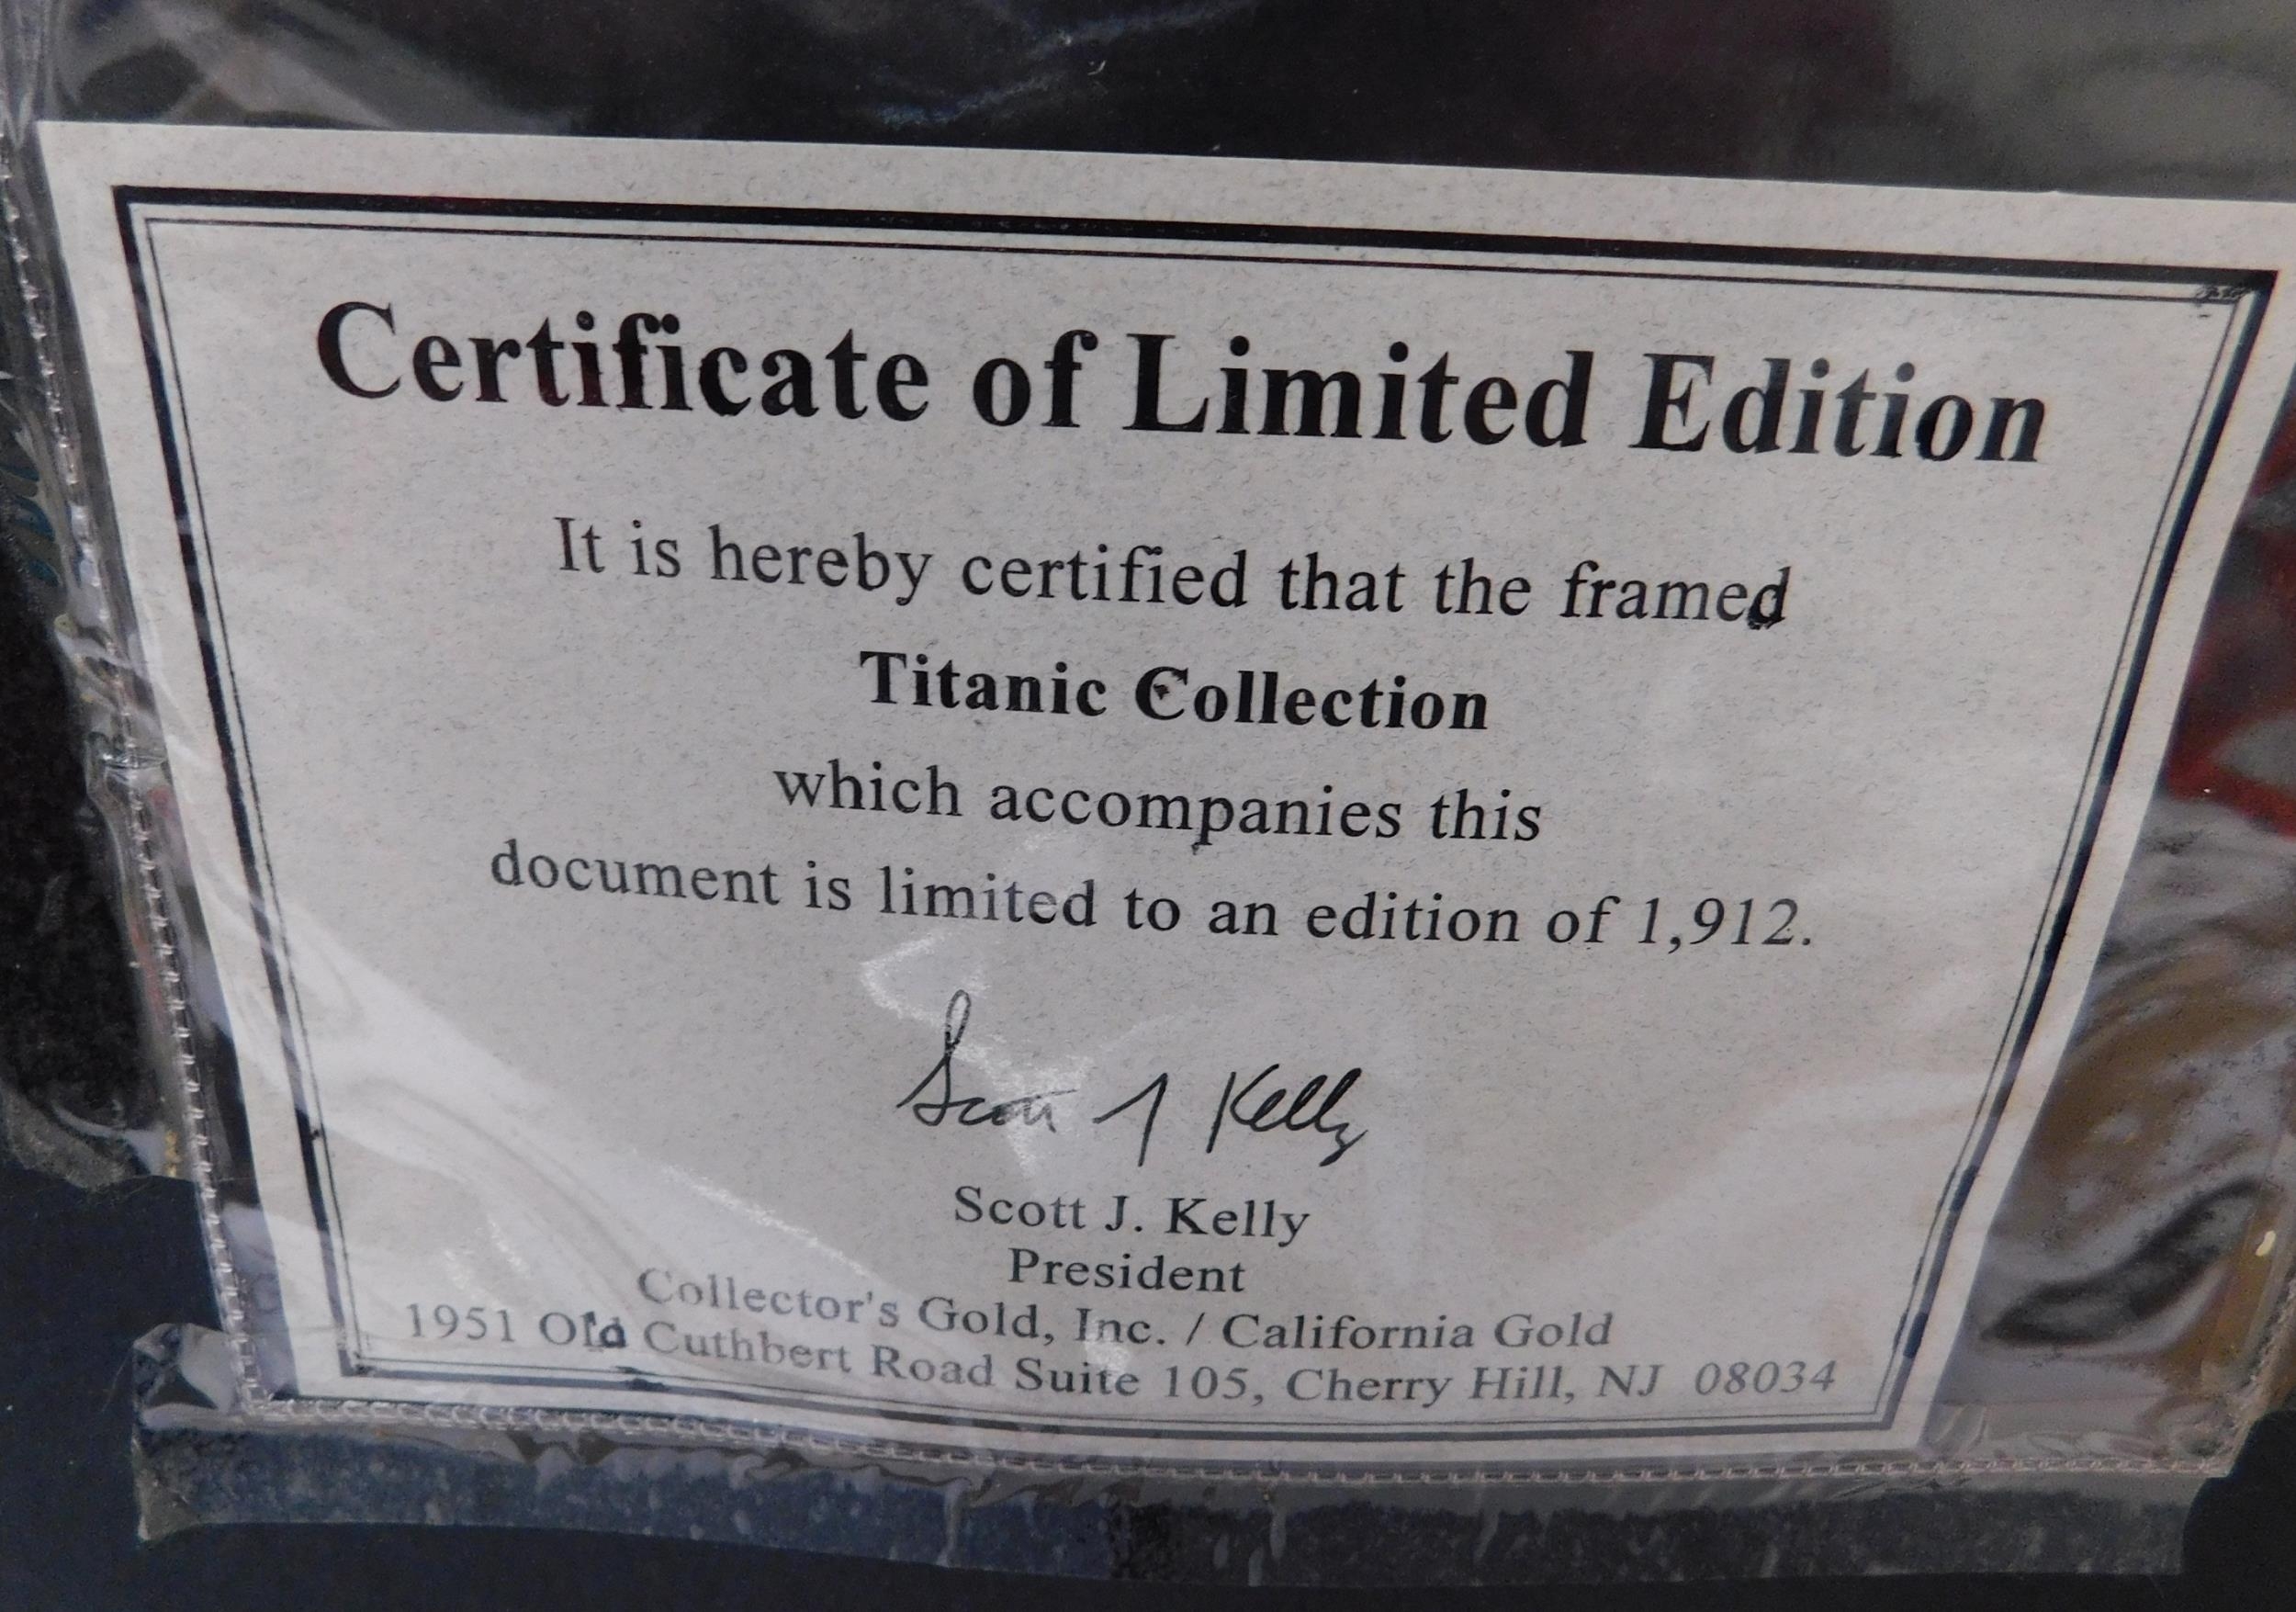 Certificate of Limited Edition
It is hereby certified that the framed
Titanic Collection
which accompanies this
document is limited to an edition of 1,912.
Scott J Kelly
Scott J. Kelly
President
Collector's Gold, Inc. / California Gold
1951 Old Cuthbert Road Suite 105, Cherry Hill, NJ 08034